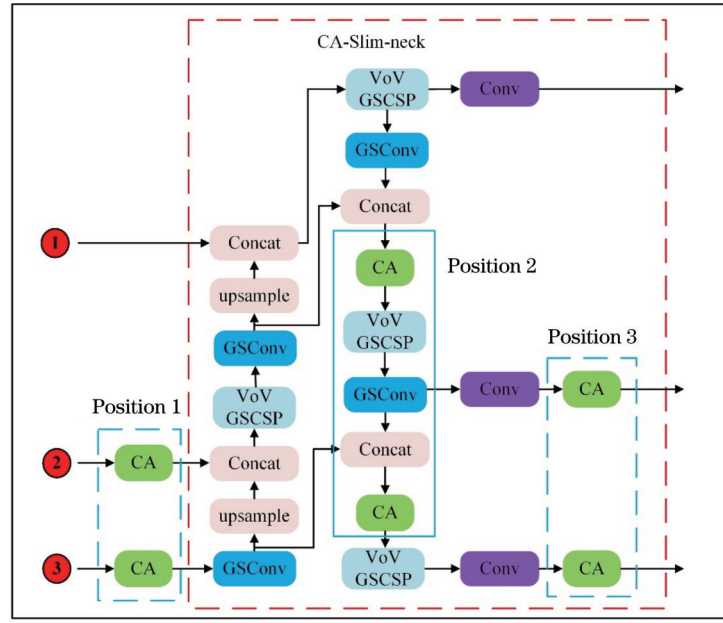 CA-Slim-neck
VoV
GSCSP
Conv
GSConv
Concat
1
Concat
CA
Position 2
upsample
VoV
GSCSP
GSConv
Position 3
VoV
GSCSP
GSConv
Conv
CA
Position 1
2
CA
Concat
Concat
upsample
CA
3
CA
GSConv
VoV
GSCSP
Conv
CA